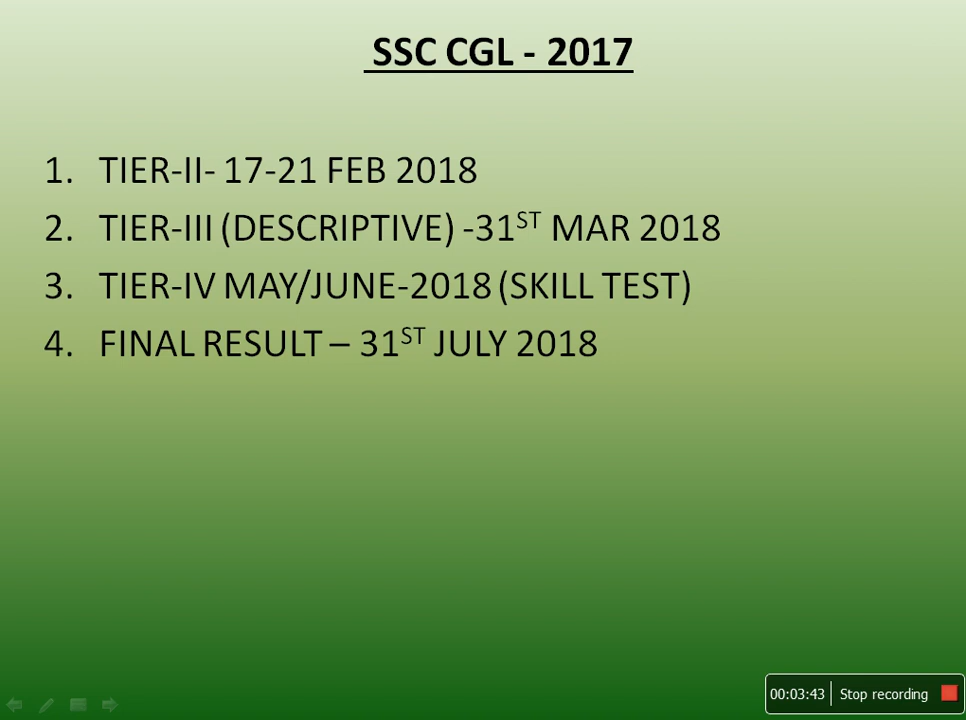 SSC CGL - 2017
1. TIER-II- 17-21 FEB 2018
2. TIER-III (DESCRIPTIVE) -31ST MAR 2018
3. TIER-IV MAY/JUNE-2018 (SKILL TEST)
4. FINAL RESULT – 31ST JULY 2018
00:03:43 Stop recording